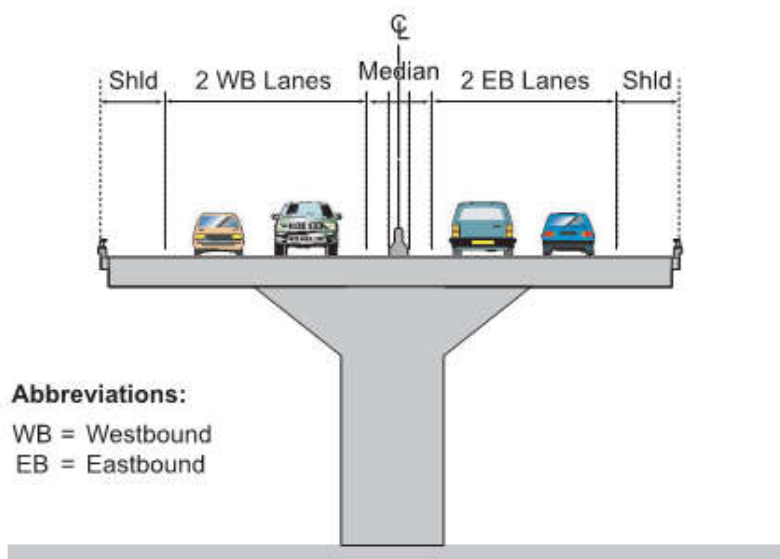 ℄
Shld 2 WB Lanes Median 2 EB Lanes Shld
Abbreviations:
WB = Westbound
EB = Eastbound